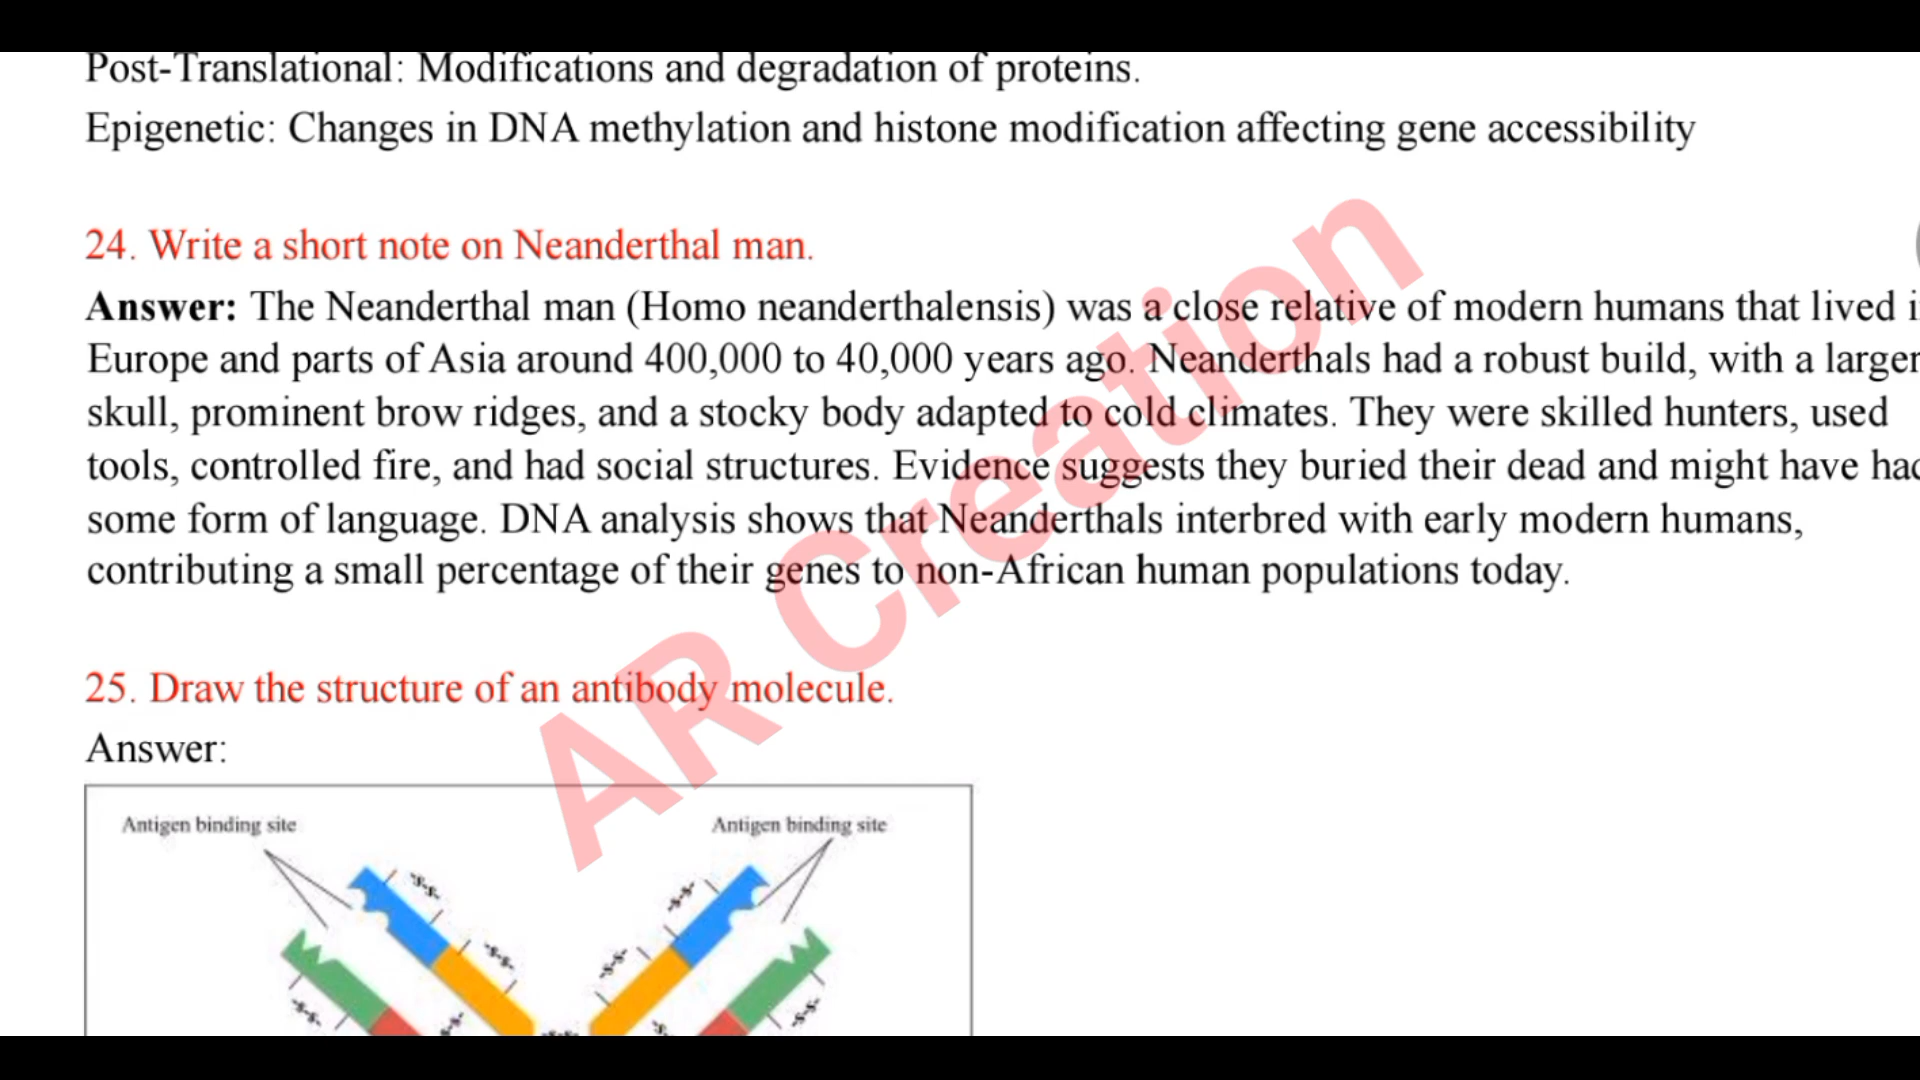 Post-Translational: Modifications and degradation of proteins.
Epigenetic: Changes in DNA methylation and histone modification affecting gene accessibility
24. Write a short note on Neanderthal man.
Answer: The Neanderthal man (Homo neanderthalensis) was a close relative of modern humans that lived i
Europe and parts of Asia around 400,000 to 40,000 years ago. Neanderthals had a robust build, with a larger
skull, prominent brow ridges, and a stocky body adapted to cold climates. They were skilled hunters, used
tools, controlled fire, and had social structures. Evidence suggests they buried their dead and might have had
some form of language. DNA analysis shows that Neanderthals interbred with early modern humans,
contributing a small percentage of their genes to non-African human populations today.
AR Creation
25. Draw the structure of an antibody molecule.
Answer:
Antigen binding site
Antigen binding site
-s-s-
-s-s-
-s-s-
-s-s-
-s-s-
-s-s-